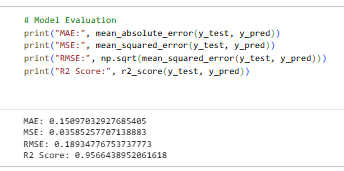 # Model Evaluation
print("MAE:", mean_absolute_error(y_test, y_pred))
print("MSE:", mean_squared_error(y_test, y_pred))
print("RMSE:", np.sqrt(mean_squared_error(y_test, y_pred)))
print("R2 Score:", r2_score(y_test, y_pred))
MAE: 0.15097032927685405
MSE: 0.03585257707138883
RMSE: 0.18934776753737773
R2 Score: 0.9566438952061618